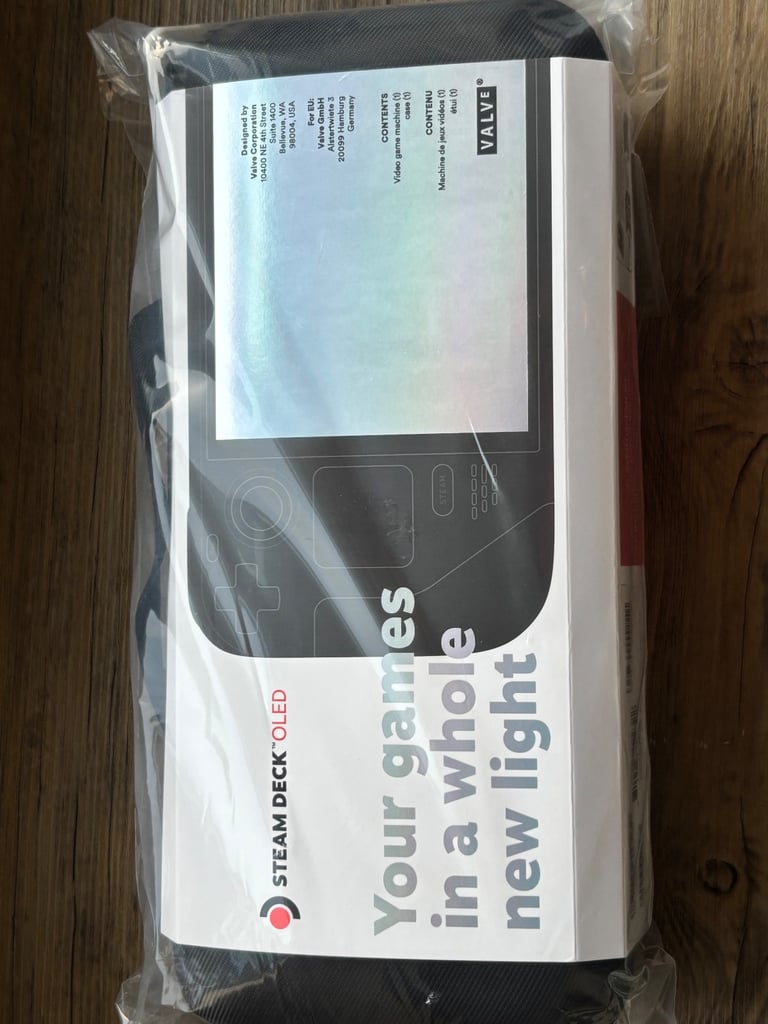 STEAM DECK™ OLED
Your games
in a whole
new light
STEAM
Designed by
Valve Corporation
10400 NE 4th Street
Suite 1400
Bellevue, WA
98004, USA
For EU:
Valve GmbH
Alstertwiete 3
20099 Hamburg
Germany
CONTENTS
Video game machine (1)
case (1)
CONTENU
Machine de jeux vidéos (1)
étui (1)
VALVE®